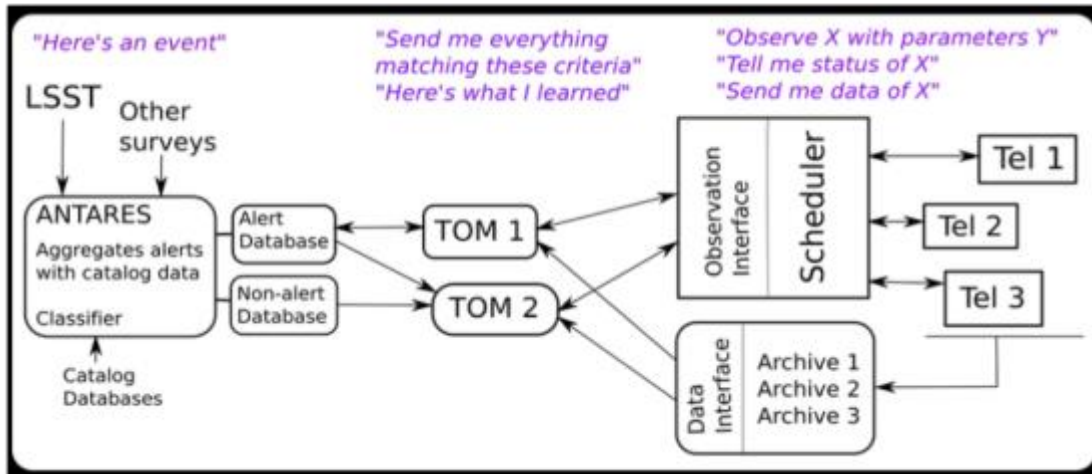 "Here's an event"
"Send me everything
matching these criteria"
"Here's what I learned"
"Observe X with parameters Y"
"Tell me status of X"
"Send me data of X"
LSST
Other
surveys
ANTARES
Aggregates alerts
with catalog data
Classifier
Catalog
Databases
Alert
Database
Non-alert
Database
TOM 1
TOM 2
Observation
Interface
Scheduler
Tel 1
Tel 2
Tel 3
Data
Interface
Archive 1
Archive 2
Archive 3